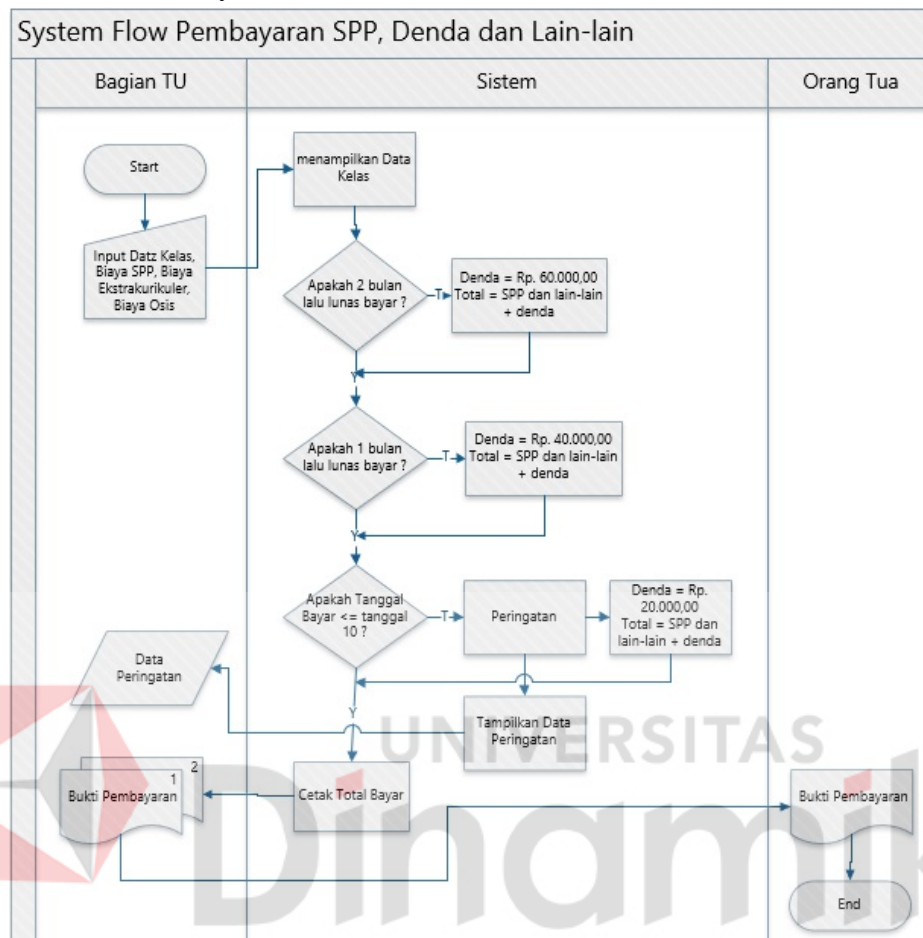 System Flow Pembayaran SPP, Denda dan Lain-lain
Bagian TU
Sistem
Orang Tua
Start
menampilkan Data
Kelas
Input Datz Kelas,
Biaya SPP, Biaya
Ekstrakurikuler,
Biaya Osis
Apakah 2 bulan
lalu lunas bayar ?
T
Denda = Rp. 60.000,00
Total = SPP dan lain-lain
+ denda
Y
Apakah 1 bulan
lalu lunas bayar ?
T
Denda = Rp. 40.000,00
Total = SPP dan lain-lain
+ denda
Y
Apakah Tanggal
Bayar <= tanggal
10 ?
T
Peringatan
Denda = Rp.
20.000,00
Total = SPP dan
lain-lain + denda
Data
Peringatan
Y
Tampilkan Data
Peringatan
UNIVERSITAS
Dinamik
1
2
Bukti Pembayaran
Cetak Total Bayar
Bukti Pembayaran
End